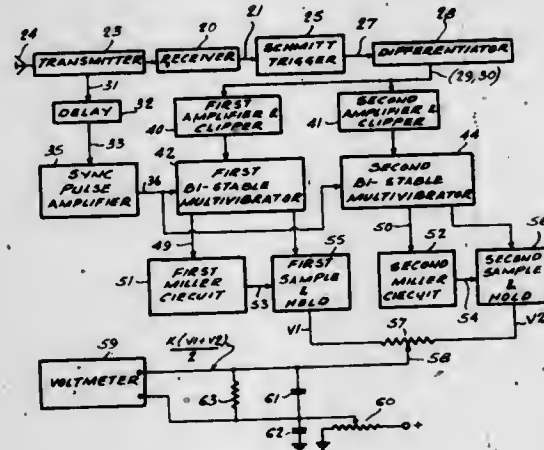 24 23 20 21 25 27 28
TRANSMITTER
RECEIVER
SCHMITT
TRIGGER
DIFFERENTIATOR
31
(29,30)
DELAY
32
40
FIRST
AMPLIFIER &
CLIPPER
41
SECOND
AMPLIFIER &
CLIPPER
33
35
42
44
SYNC
PULSE
AMPLIFIER
36
FIRST
BI-STABLE
MULTIVIBRATOR
SECOND
BI-STABLE
MULTIVIBRATOR
49
55
50
52
56
51
FIRST
MILLER
CIRCUIT
53
FIRST
SAMPLE
&
HOLD
SECOND
MILLER
CIRCUIT
54
SECOND
SAMPLE &
HOLD
V1
57
V2
59
K(V1+V2)
2
58
VOLTMETER
63
61
60
62
+